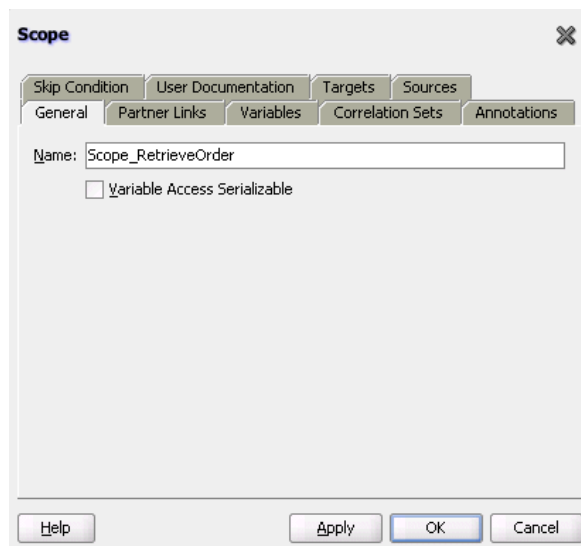 Scope
Skip Condition User Documentation Targets Sources
General Partner Links Variables Correlation Sets Annotations
Name: Scope_RetrieveOrder
Variable Access Serializable
Help Apply OK Cancel